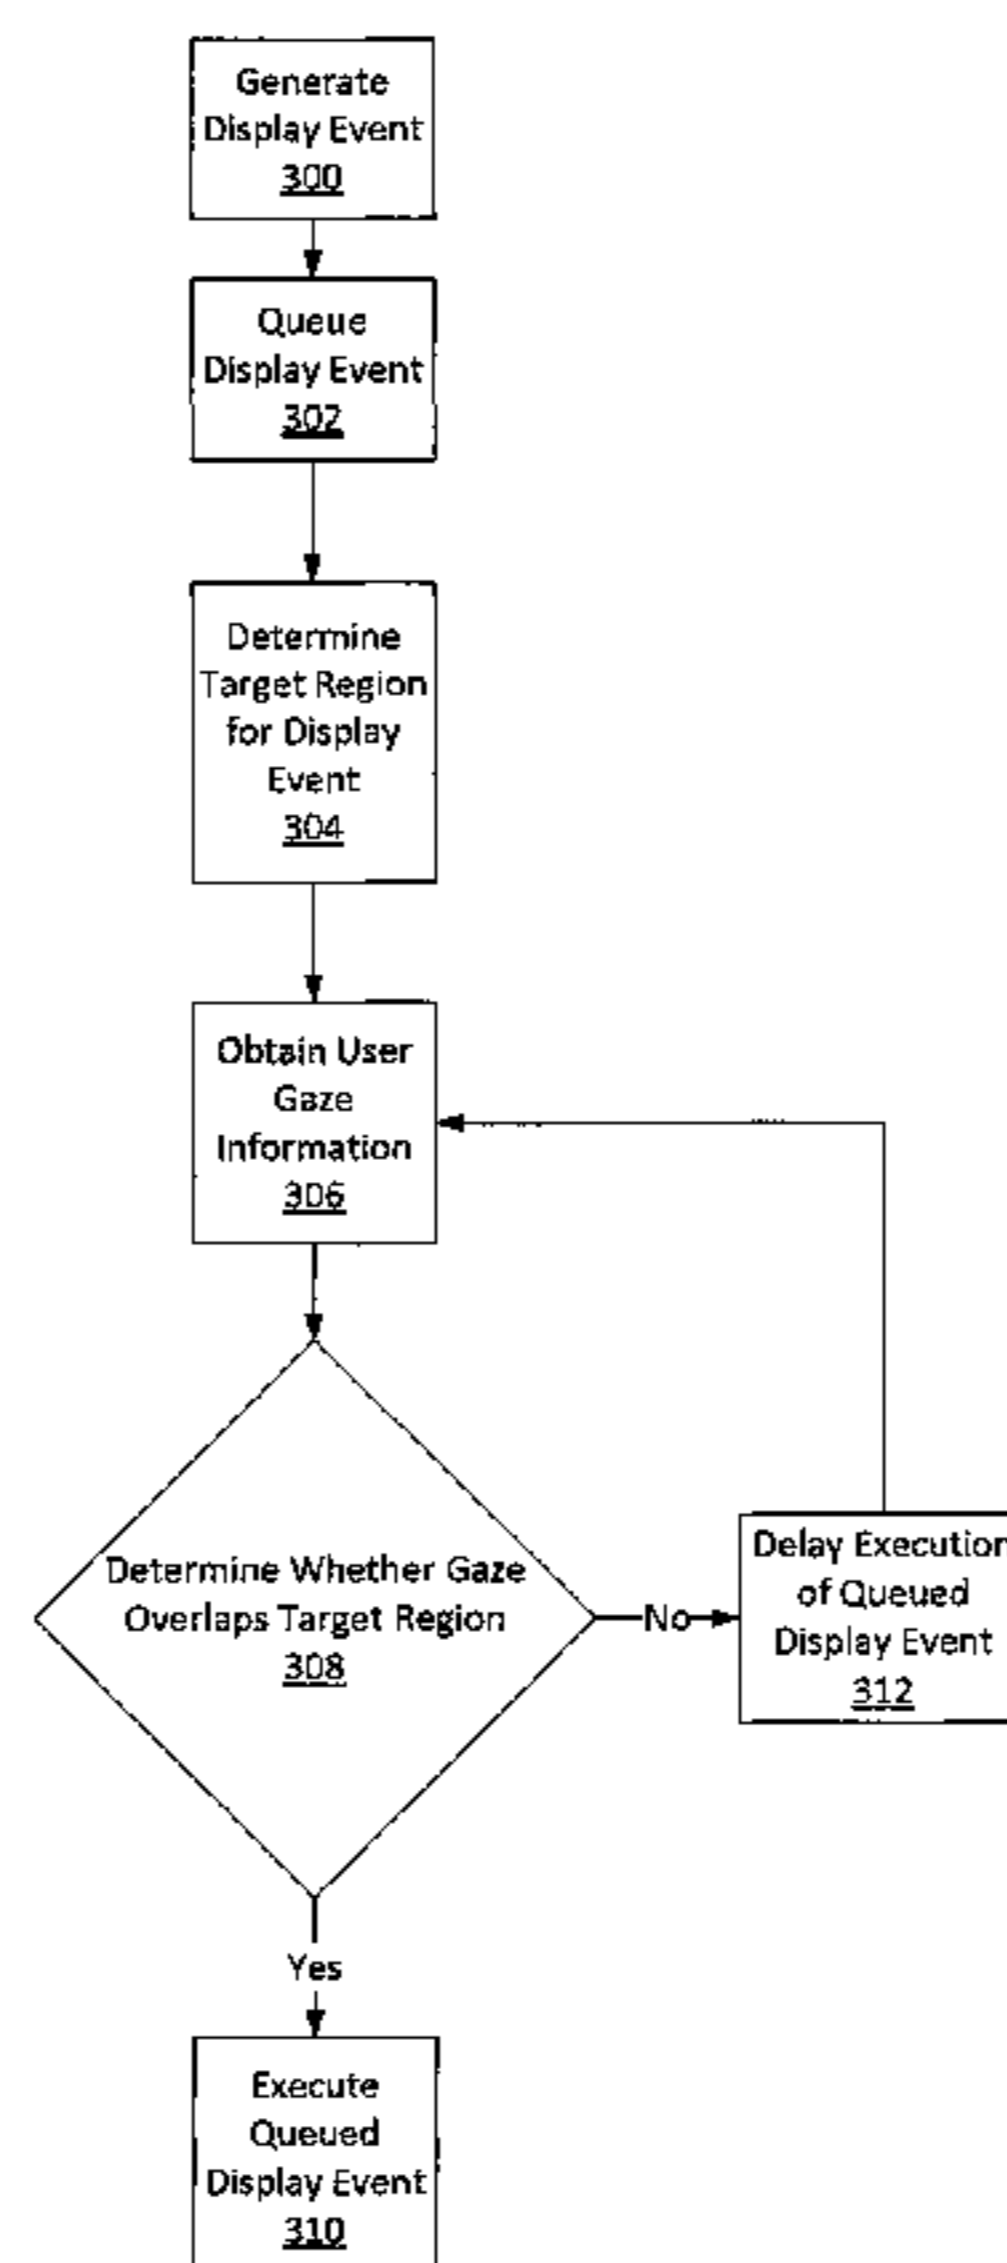 Generate
Display Event
300
Queue
Display Event
302
Determine
Target Region
for Display
Event
304
Obtain User
Gaze
Information
306
Determine Whether Gaze
Overlaps Target Region
308
No
Delay Execution
of Queued
Display Event
312
Yes
Execute
Queued
Display Event
310